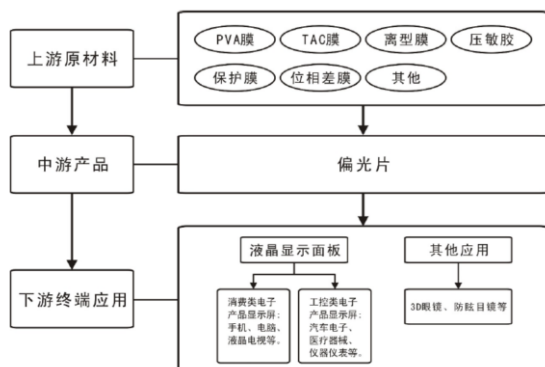 上游原材料
PVA膜
TAC膜
离型膜
压敏胶
保护膜
位相差膜
其他
中游产品
偏光片
下游终端应用
液晶显示面板
其他应用
消费类电子
产品显示屏:
手机、电脑、
液晶电视等。
工控类电子
产品显示屏:
汽车电子、
医疗器械、
仪器仪表等。
3D眼镜、防眩目镜等